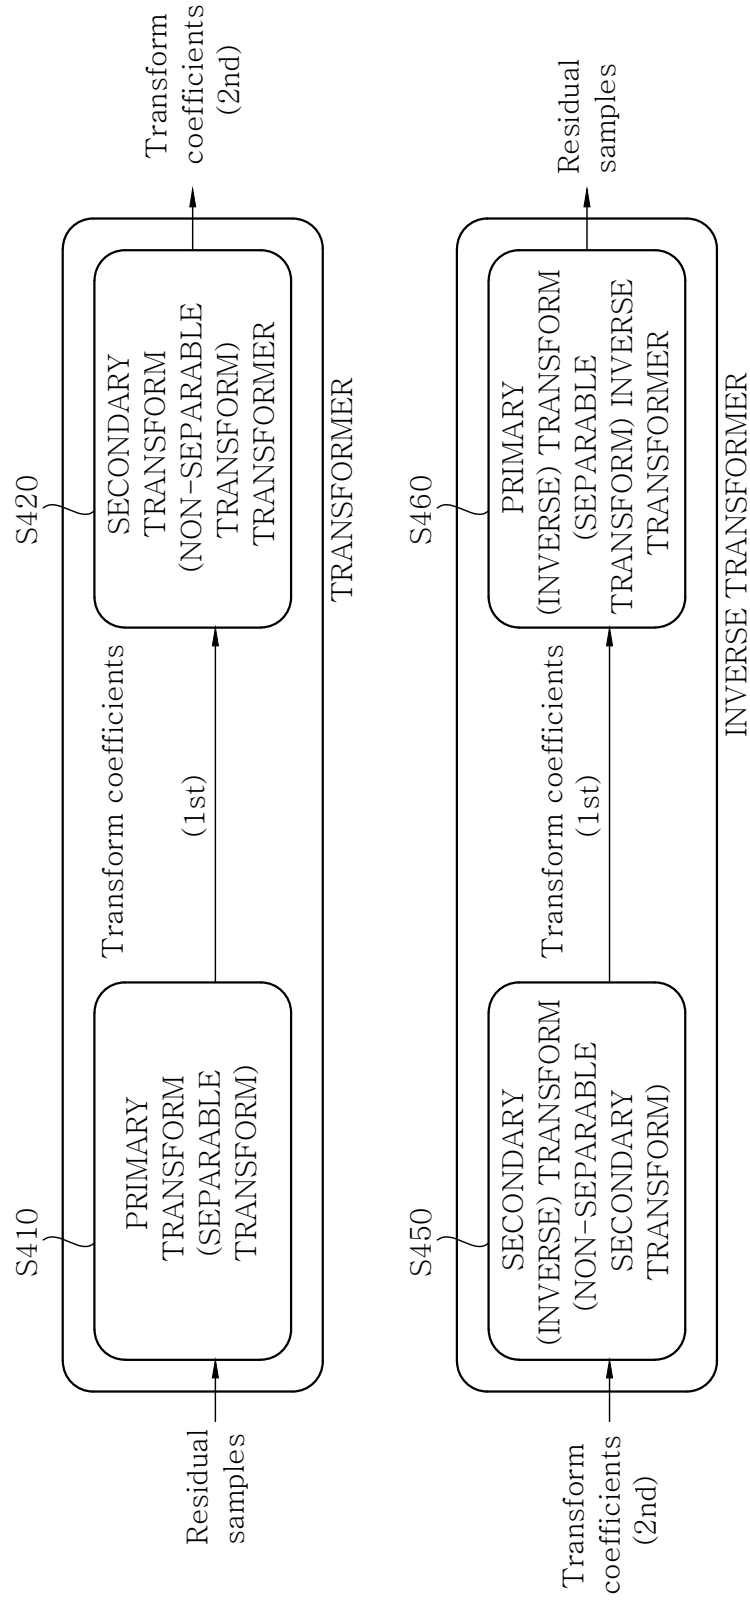 S410
S420
Residual
samples
PRIMARY
TRANSFORM
(SEPARABLE
TRANSFORM)
Transform coefficients
(1st)
SECONDARY
TRANSFORM
(NON-SEPARABLE
TRANSFORM)
TRANSFORMER
Transform
coefficients
(2nd)
TRANSFORMER
S450
S460
Transform
coefficients
(2nd)
SECONDARY
(INVERSE) TRANSFORM
(NON-SEPARABLE
SECONDARY
TRANSFORM)
Transform coefficients
(1st)
PRIMARY
(INVERSE) TRANSFORM
(SEPARABLE
TRANSFORM) INVERSE
TRANSFORMER
Residual
samples
INVERSE TRANSFORMER